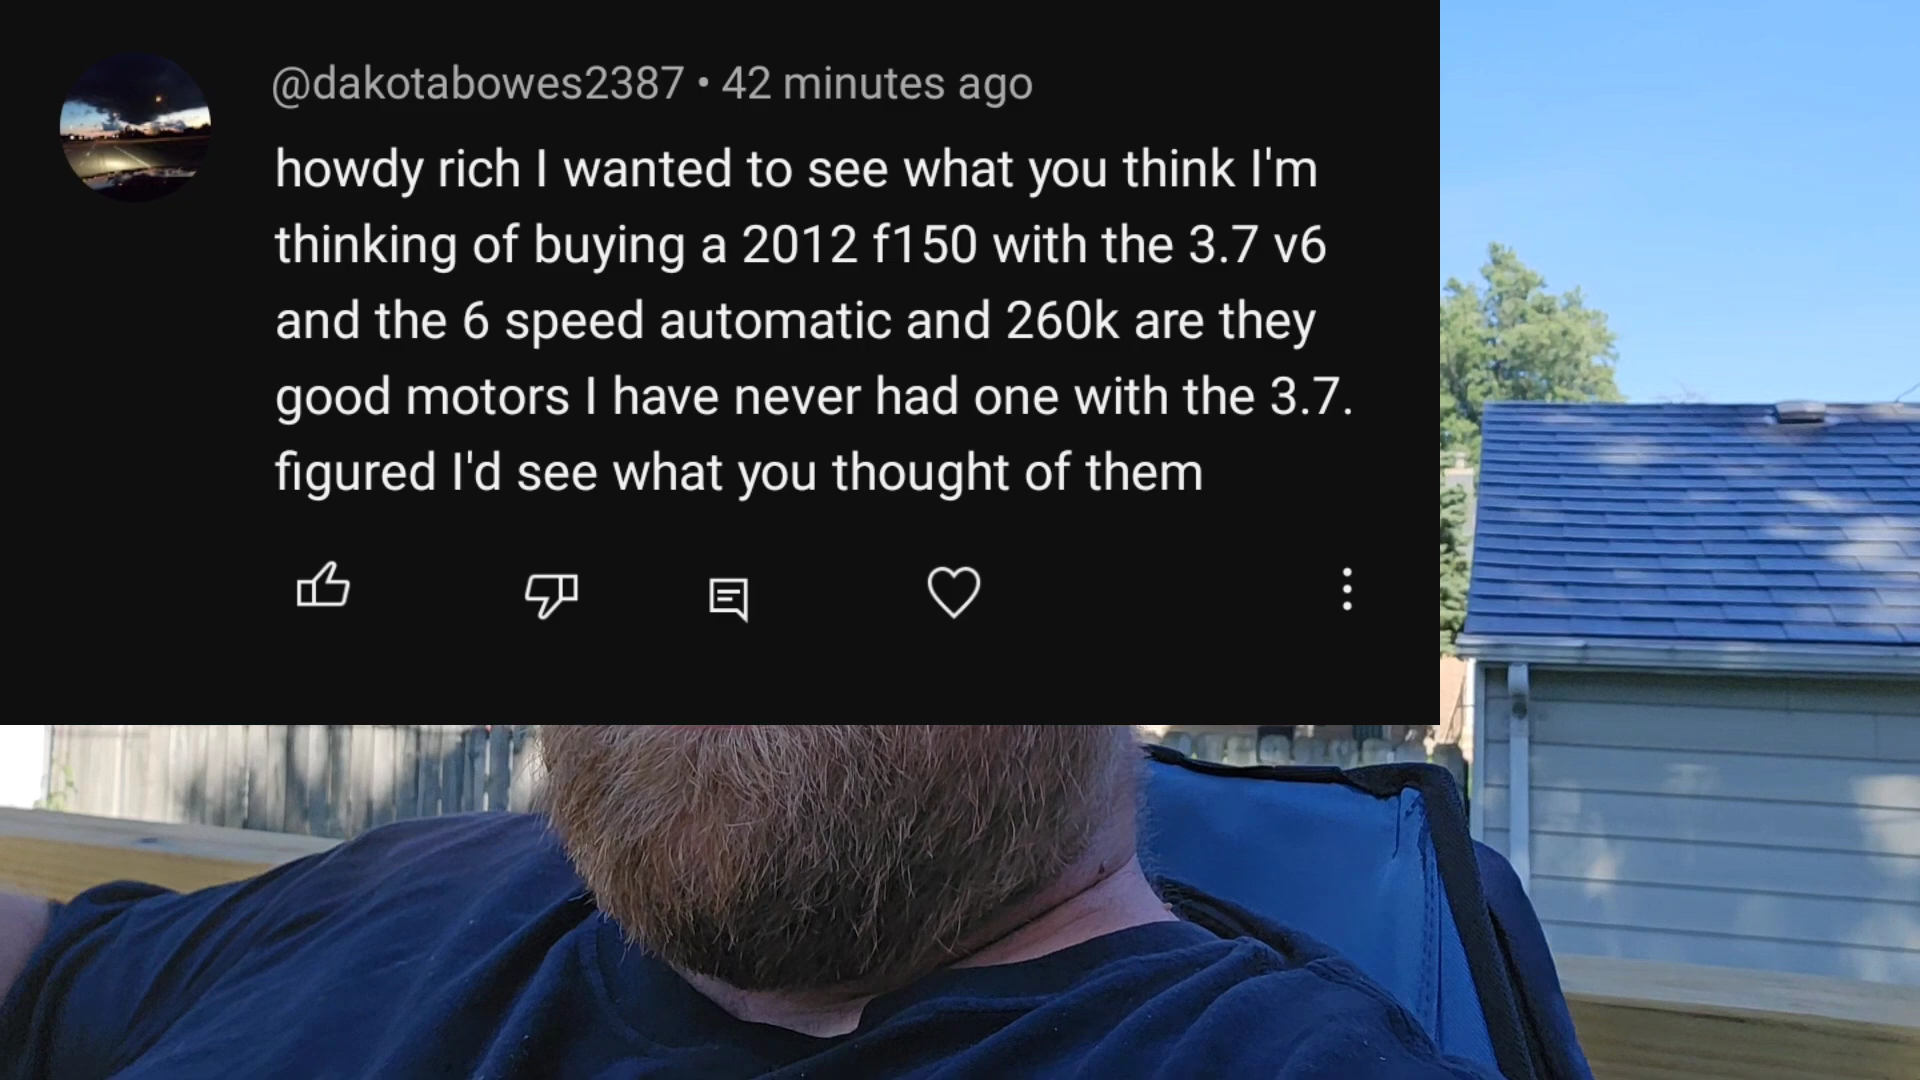 @dakotabowes2387 • 42 minutes ago
howdy rich I wanted to see what you think I'm
thinking of buying a 2012 f150 with the 3.7 v6
and the 6 speed automatic and 260k are they
good motors I have never had one with the 3.7.
figured I'd see what you thought of them